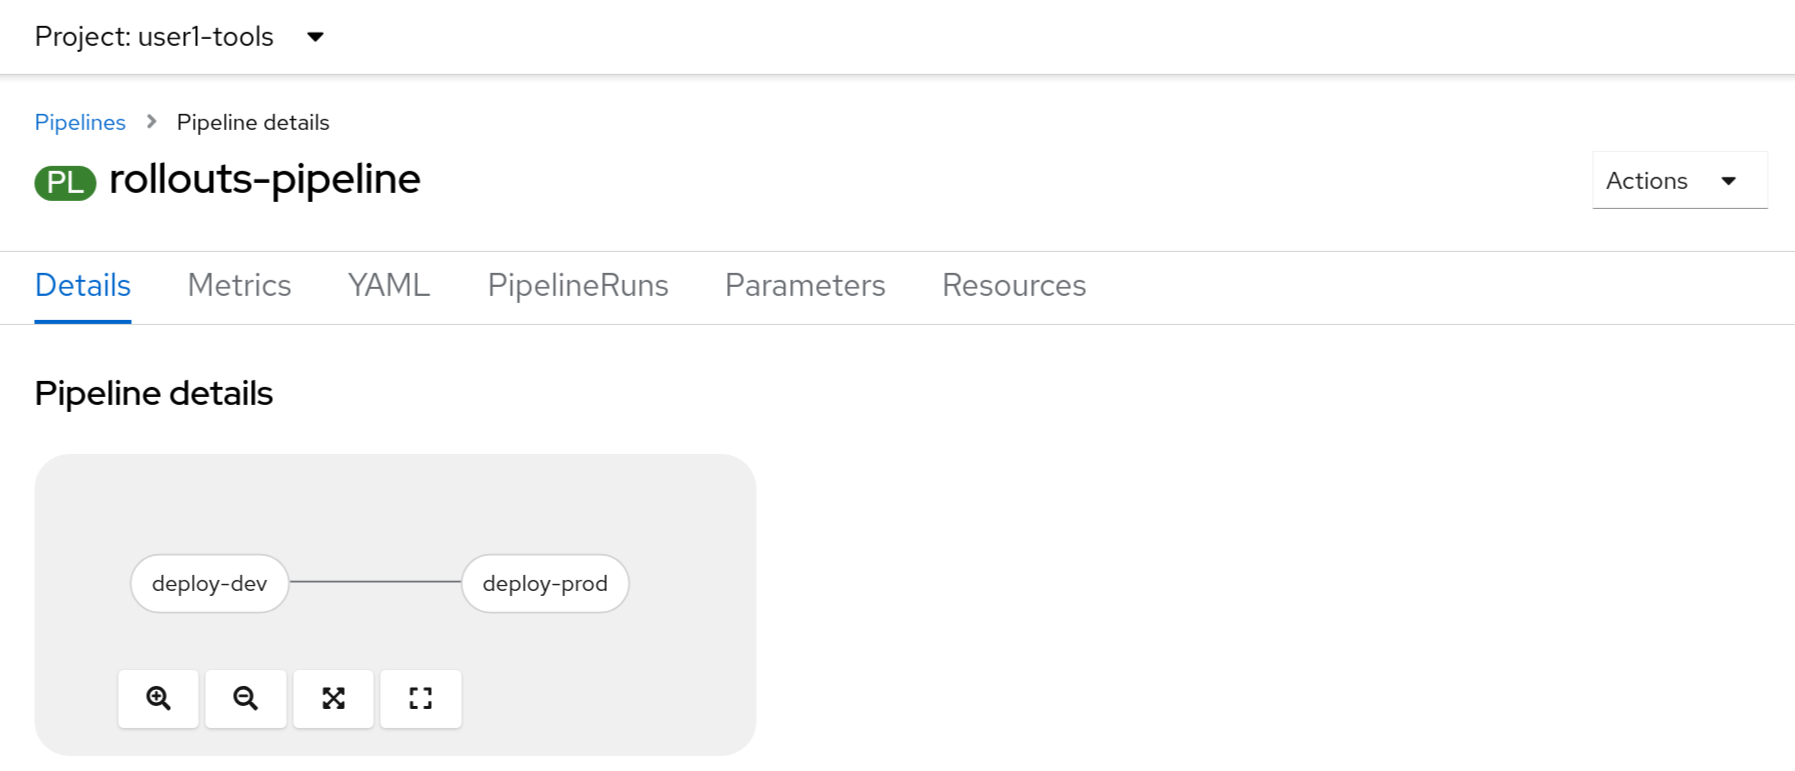 Project: user1-tools
Pipelines > Pipeline details
PL rollouts-pipeline
Actions
Details Metrics YAML PipelineRuns Parameters Resources
Pipeline details
deploy-dev deploy-prod